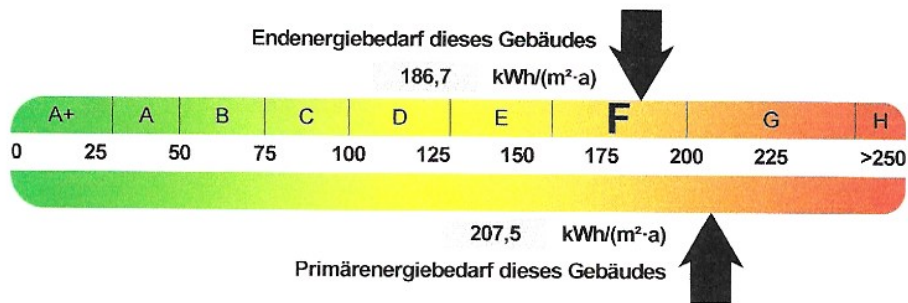 Endenergiebedarf dieses Gebäudes
186,7 kWh/(m²·a)
A+ A B C D E F G H
0 25 50 75 100 125 150 175 200 225 >250
207,5 kWh/(m²·a)
Primärenergiebedarf dieses Gebäudes